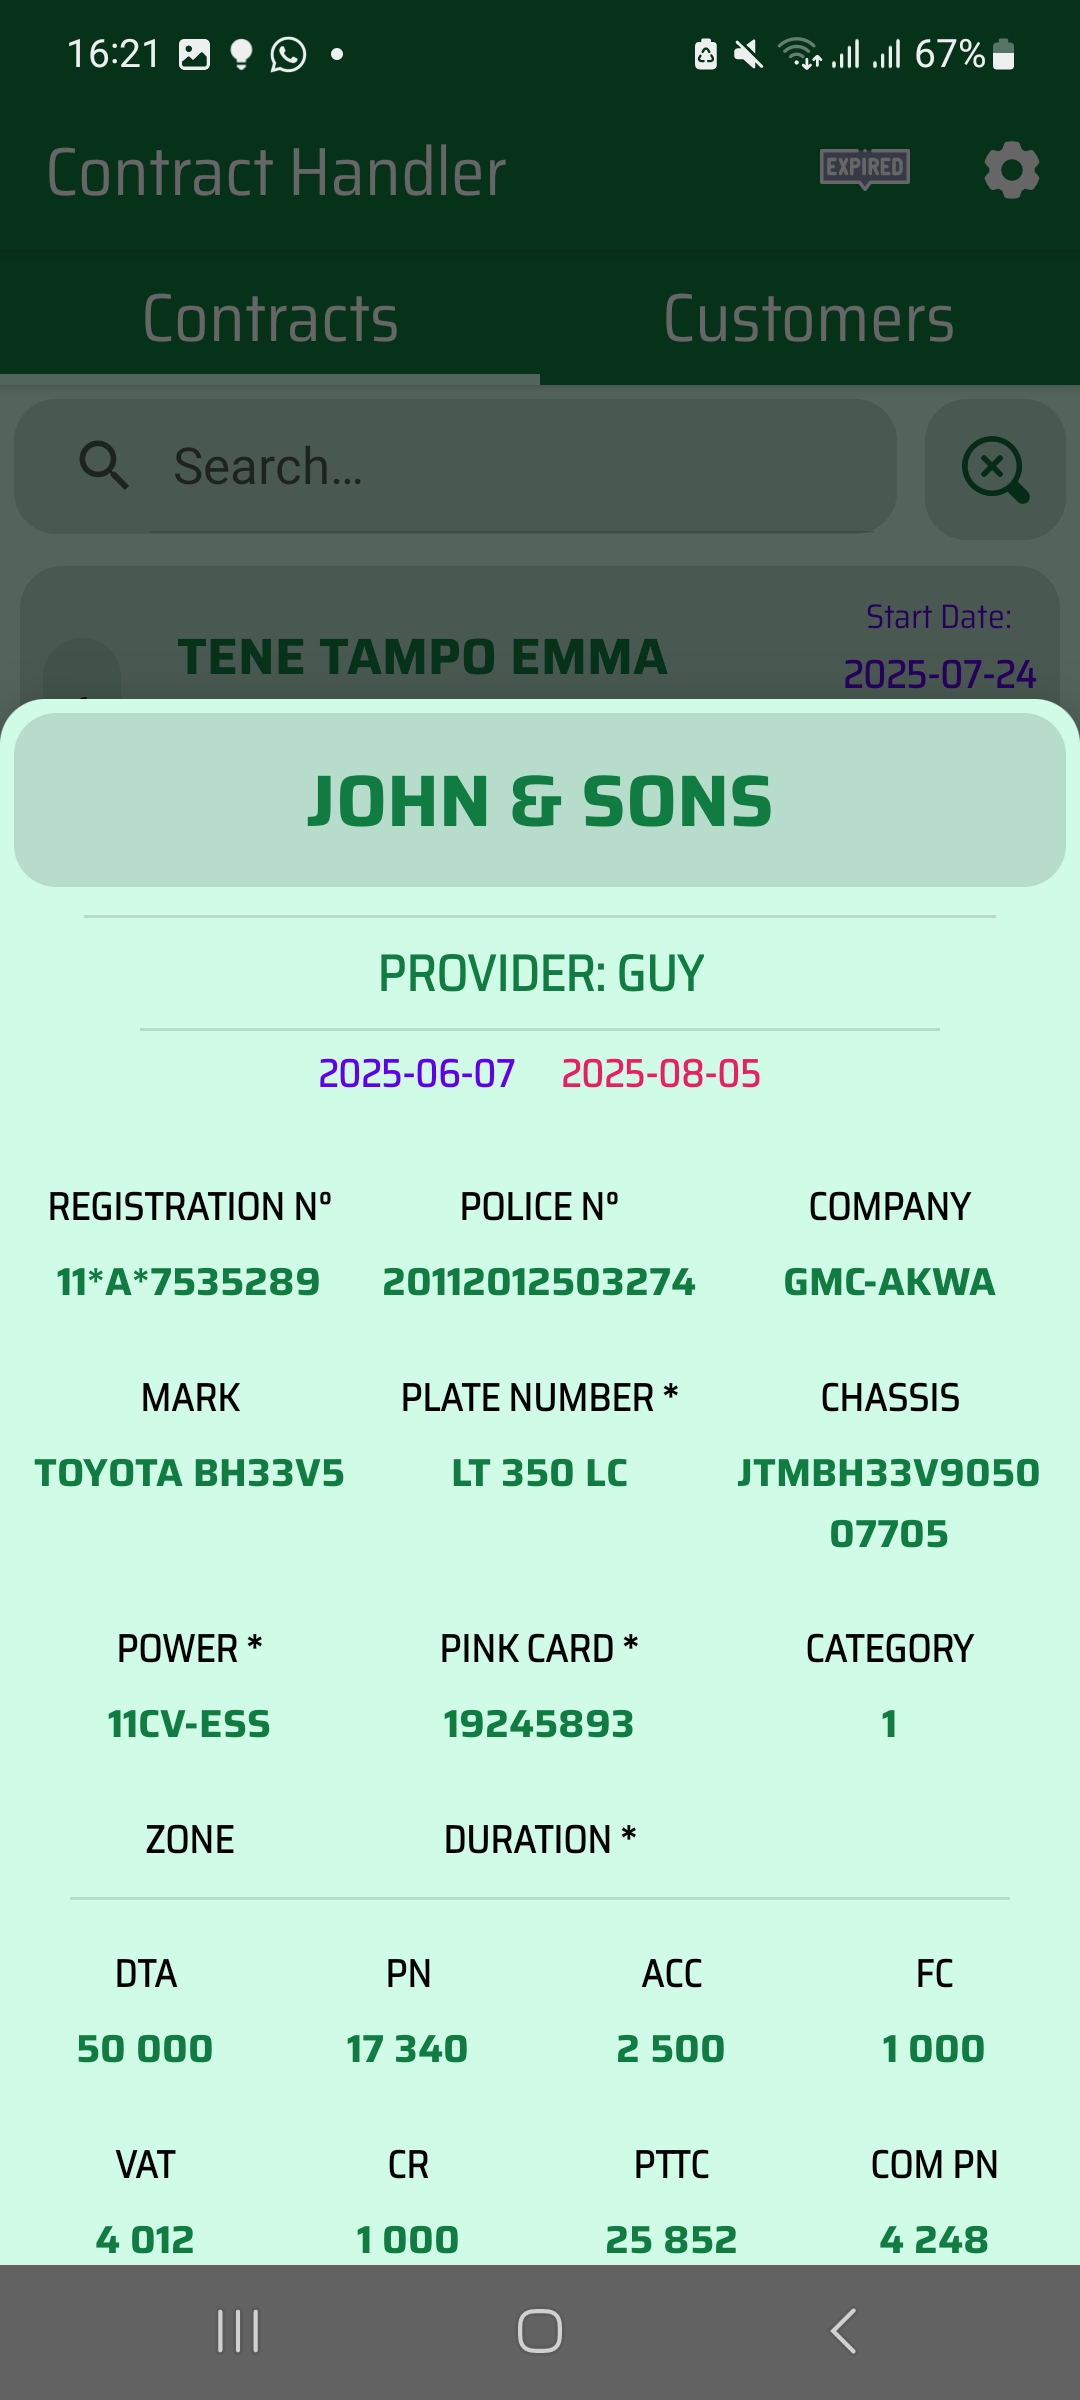 16:21 67%
Contract Handler EXPIRED
Contracts Customers
Search...
Start Date:
TENE TAMPO EMMA
2025-07-24
JOHN & SONS
PROVIDER: GUY
2025-06-07 2025-08-05
REGISTRATION Nº POLICE Nº COMPANY
11*A*7535289 20112012503274 GMC-AKWA
MARK PLATE NUMBER * CHASSIS
TOYOTA BH33V5 LT 350 LC JTMBH33V9050
07705
POWER * PINK CARD * CATEGORY
11CV-ESS 19245893 1
ZONE DURATION *
DTA PN ACC FC
50 000 17 340 2 500 1 000
VAT CR PTTC COM PN
4 012 1 000 25 852 4 248